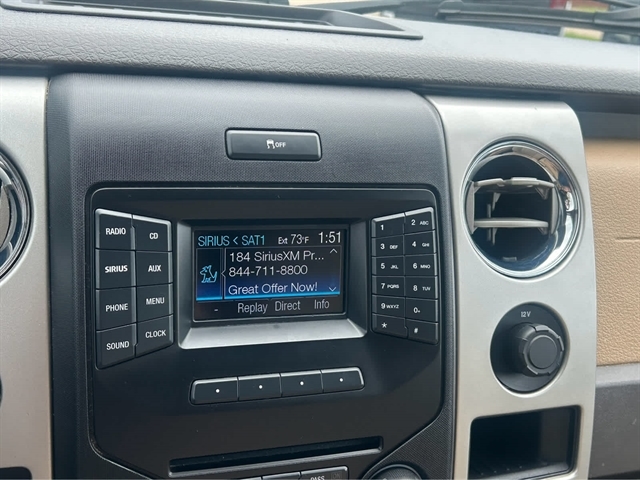 OFF
SIRIUS < SAT1 Ext 73°F 1:51
184 SiriusXM Pr...
844-711-8800
Great Offer Now!
- Replay Direct Info
RADIO CD
SIRIUS AUX
PHONE MENU
SOUND CLOCK
1 2 ABC
3 DEF 4 GHI
5 JKL 6 MNO
7 PQRS 8 TUV
9 WXYZ 0
* #
12V
PASS